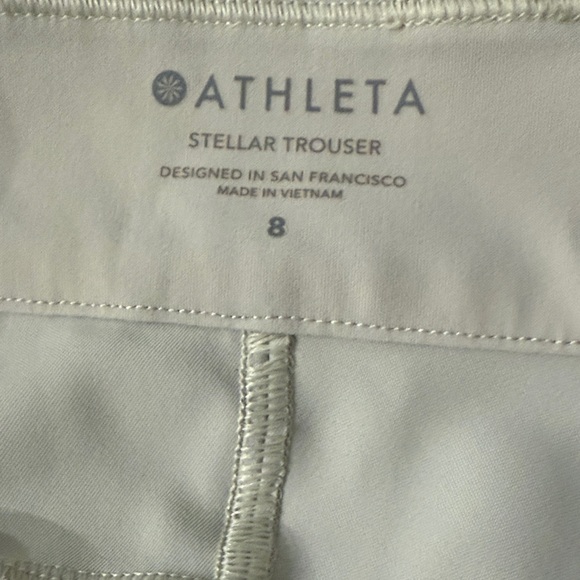 ATHLETA
STELLAR TROUSER
DESIGNED IN SAN FRANCISCO
MADE IN VIETNAM
8